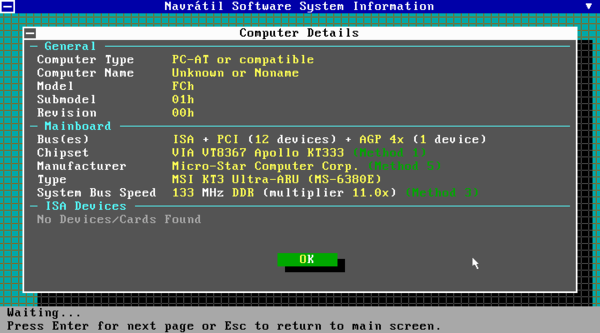 Navrátil Software System Information
Computer Details
General
Computer Type PC-AT or compatible
Computer Name Unknown or Noname
Model FCh
Submodel 01h
Revision 00h
Mainboard
Bus(es) ISA + PCI (12 devices) + AGP 4x (1 device)
Chipset VIA VT8367 Apollo KT333 (Method 1)
Manufacturer Micro-Star Computer Corp. (Method 5)
Type MSI KT3 Ultra-ARU (MS-6380E)
System Bus Speed 133 MHz DDR (multiplier 11.0x) (Method 3)
ISA Devices
No Devices/Cards Found
OK
Waiting...
Press Enter for next page or Esc to return to main screen.